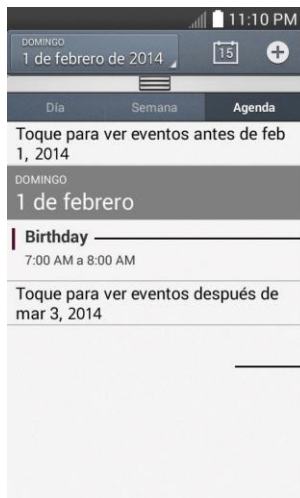 11:10 PM
DOMINGO
1 de febrero de 2014
15
Día
Semana
Agenda
Toque para ver eventos antes de feb
1, 2014
DOMINGO
1 de febrero
Birthday
7:00 AM a 8:00 AM
Toque para ver eventos después de
mar 3, 2014